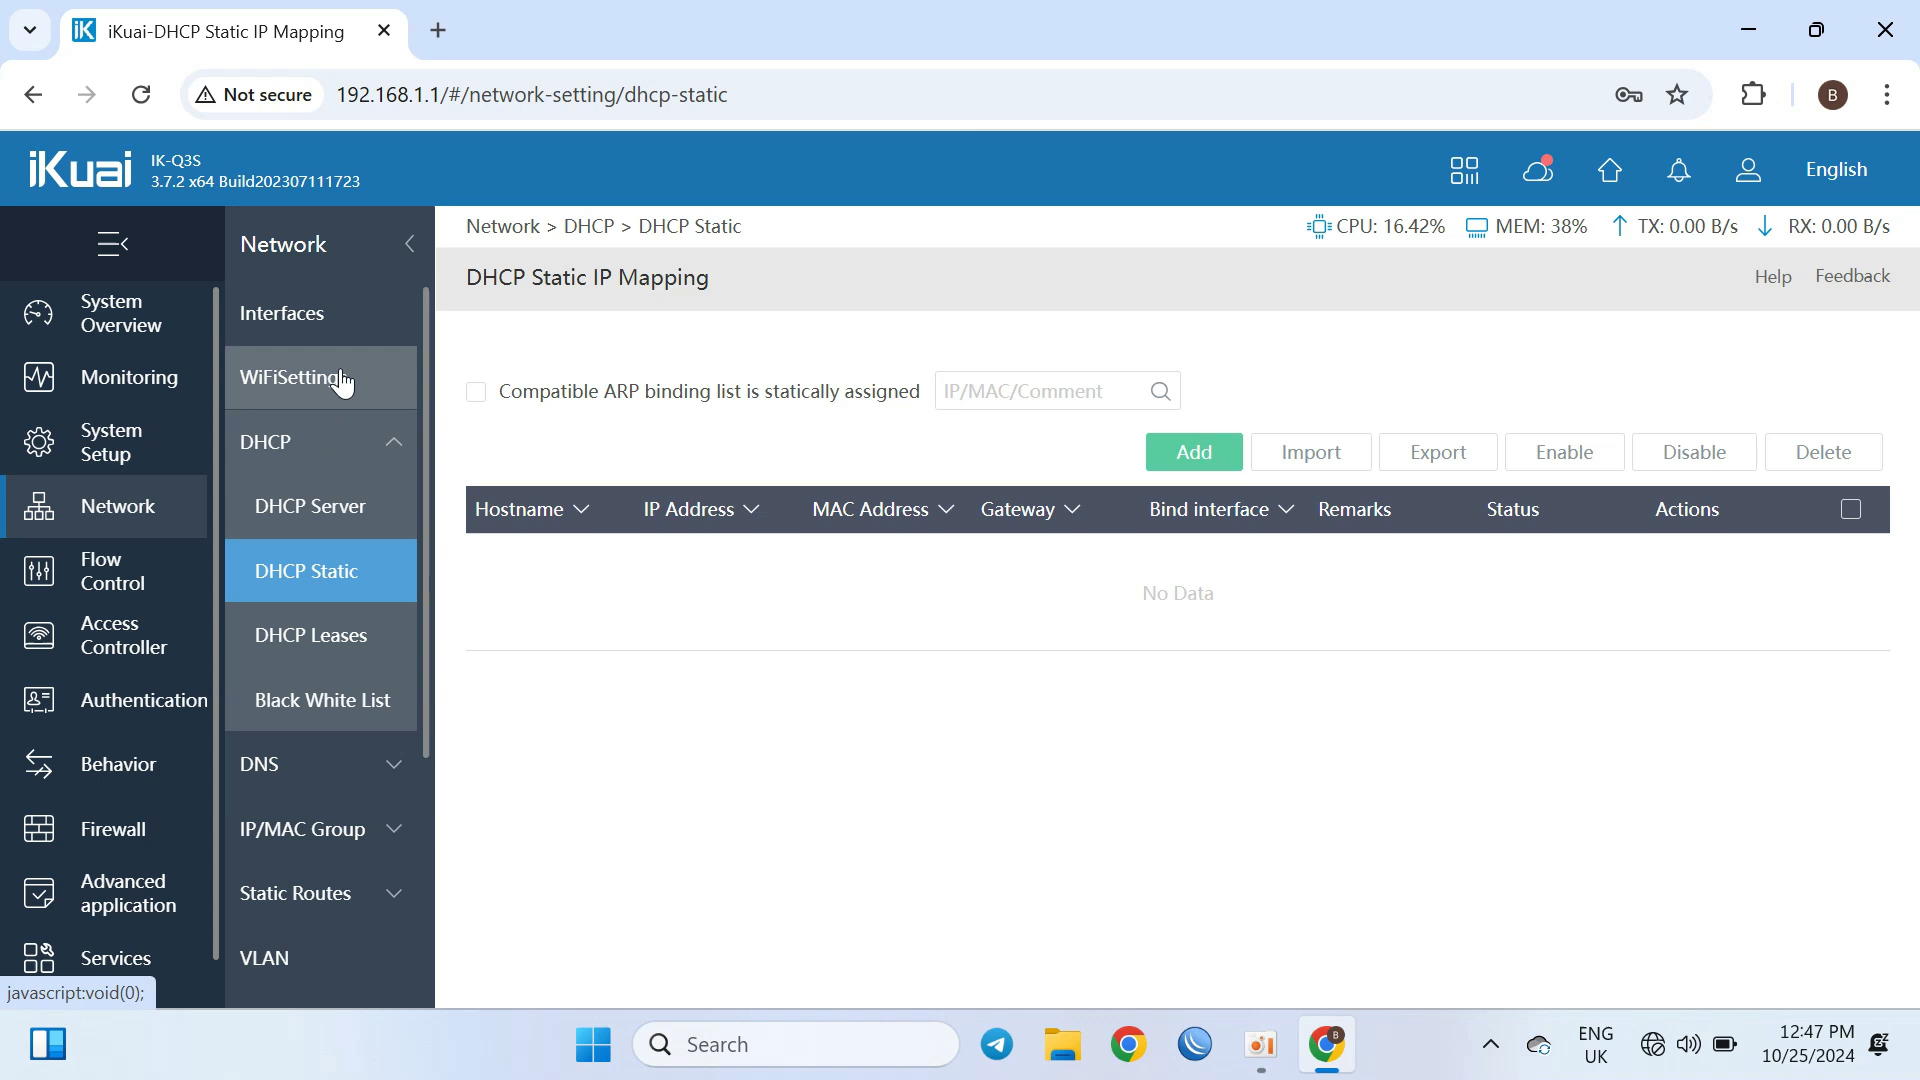 iK iKuai-DHCP Static IP Mapping
Not secure 192.168.1.1/#/network-setting/dhcp-static B
iKuai IK-Q3S
3.7.2 x64 Build202307111723
English
Network > DHCP > DHCP Static CPU: 16.42% MEM: 38% TX: 0.00 B/s RX: 0.00 B/s
DHCP Static IP Mapping Help Feedback
System
Overview
Monitoring
System
Setup
Network
Flow
Control
Access
Controller
Authentication
Behavior
Firewall
Advanced
application
Services
javascript:void(0);
Network
Interfaces
WiFiSetting
DHCP
DHCP Server
DHCP Static
DHCP Leases
Black White List
DNS
IP/MAC Group
Static Routes
VLAN
Compatible ARP binding list is statically assigned IP/MAC/Comment
Add Import Export Enable Disable Delete
Hostname IP Address MAC Address Gateway Bind interface Remarks Status Actions
No Data
Search
B
ENG
UK
12:47 PM
10/25/2024